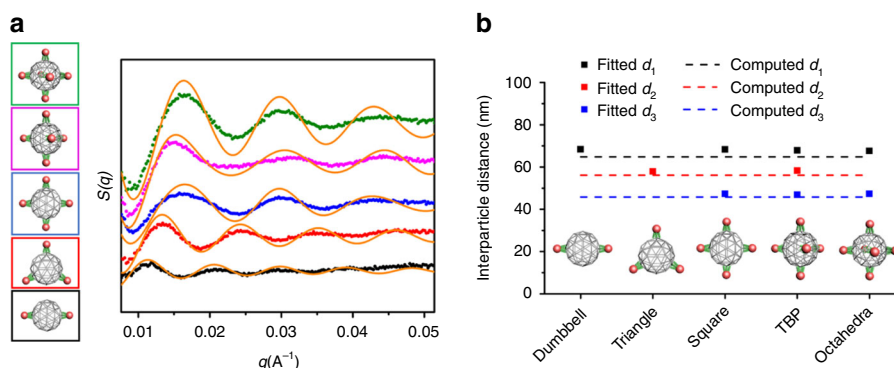 a
S(q)
0.01 0.02 0.03 0.04 0.05
q(A⁻¹)
b
Fitted d₁ Computed d₁
Fitted d₂ Computed d₂
Fitted d₃ Computed d₃
Interparticle distance (nm)
100
80
60
40
20
0
Dumbbell Triangle Square TBP Octahedra